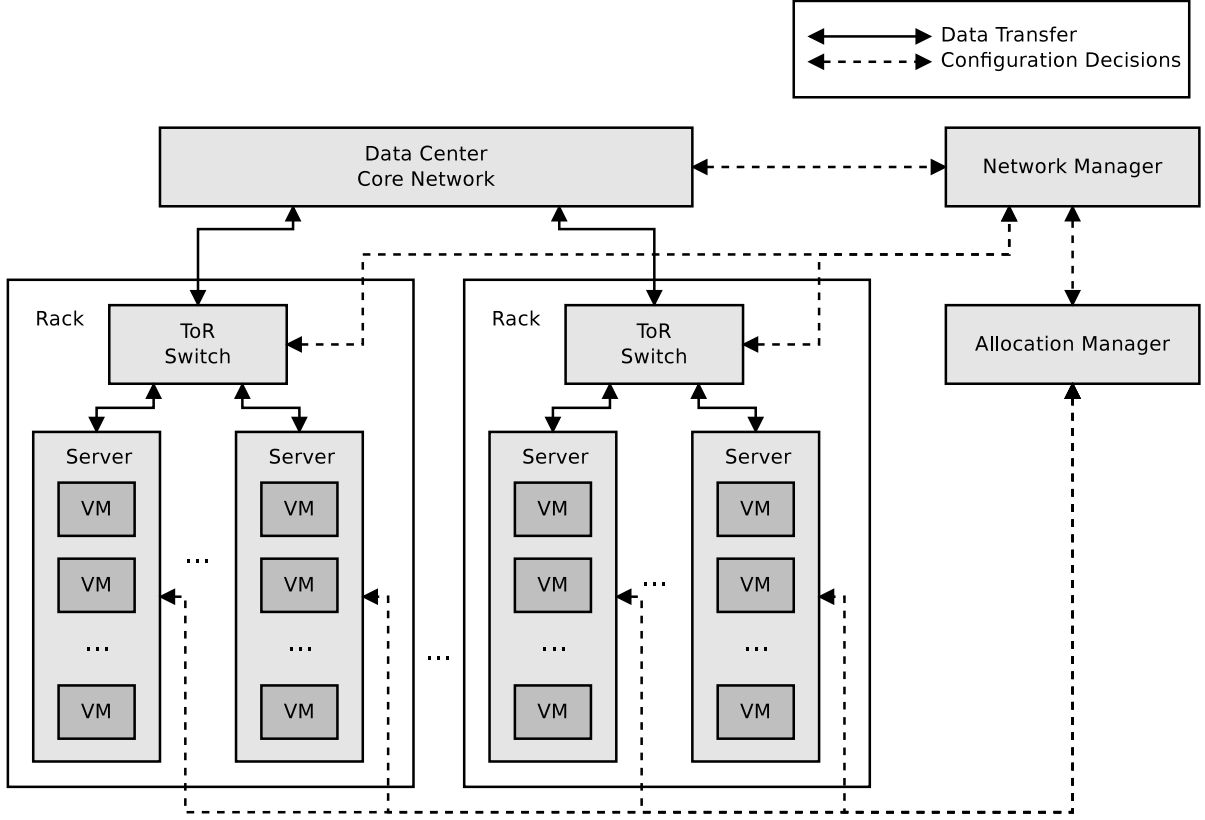 Data Transfer
Configuration Decisions
Data Center
Core Network
Network Manager
Rack
ToR
Switch
Rack
ToR
Switch
Allocation Manager
Server
Server
Server
Server
VM
VM
VM
VM
...
VM
VM
...
VM
VM
...
...
...
...
...
VM
VM
VM
VM